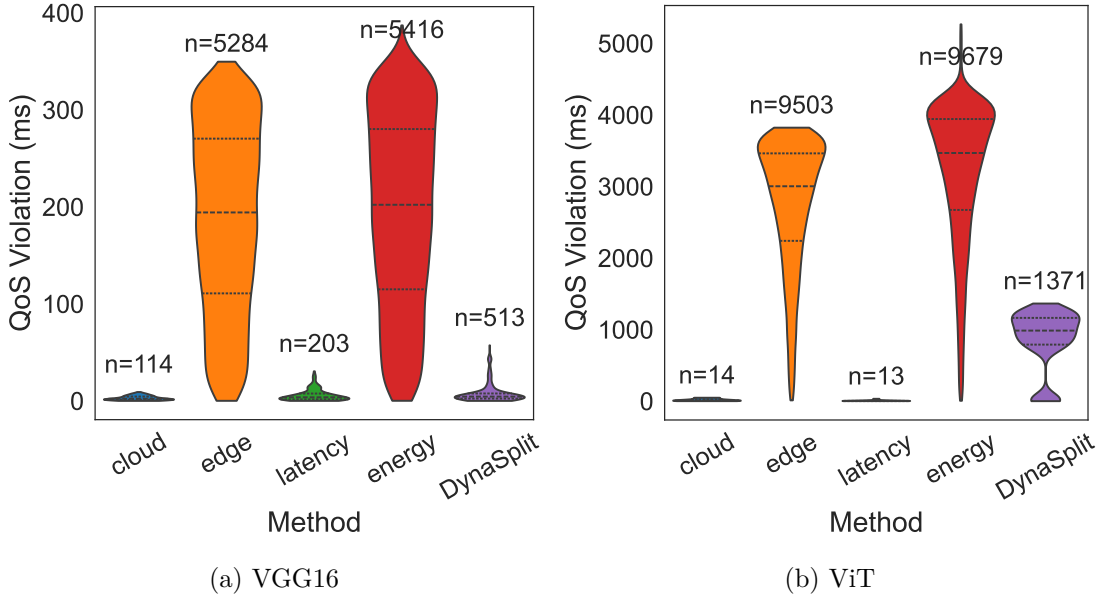 QoS Violation (ms)
400
300
200
100
0
n=114
n=5284
n=203
n=5416
n=513
cloud
edge
latency
energy
DynaSplit
Method
(a) VGG16
QoS Violation (ms)
5000
4000
3000
2000
1000
0
n=14
n=9503
n=13
n=9679
n=1371
cloud
edge
latency
energy
DynaSplit
Method
(b) ViT